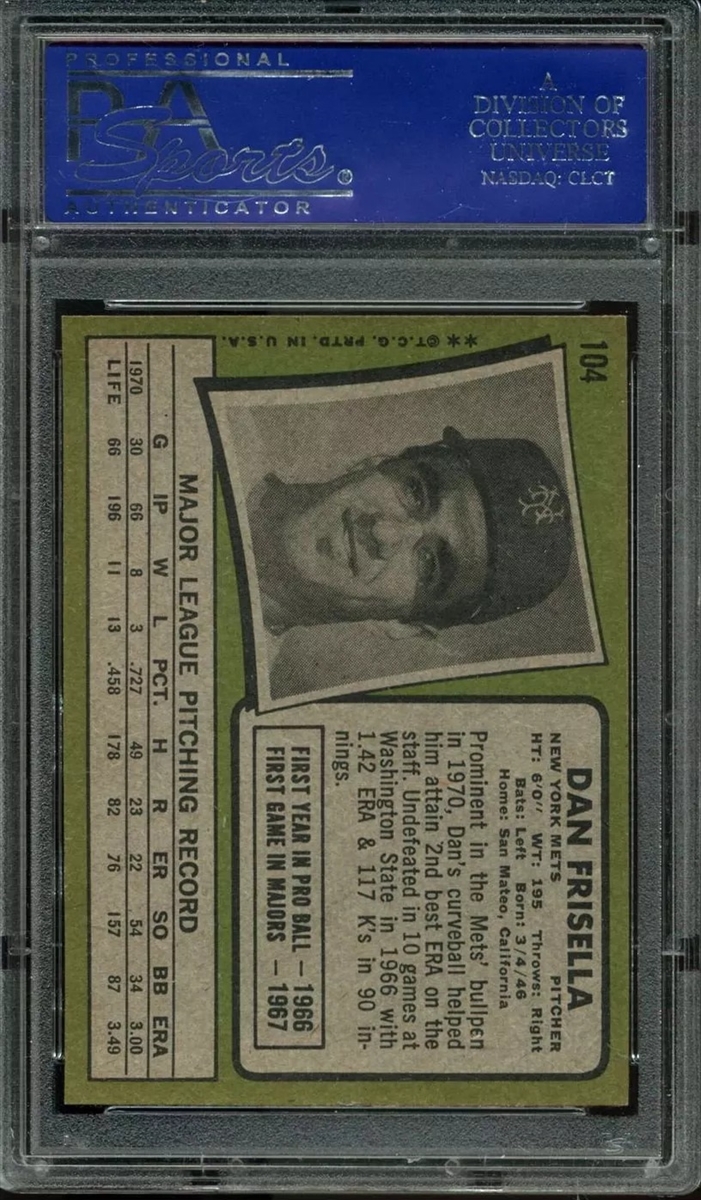 PROFESSIONAL
PSA
Sports®
AUTHENTICATOR
A
DIVISION OF
COLLECTORS
UNIVERSE
NASDAQ: CLCT
104
**©T.C.G. PRTD. IN U.S.A.
DAN FRISELLA
NEW YORK METS PITCHER
HT: 6'0" WT: 195 Throws: Right
Bats: Left Born: 3/4/46
Home: San Mateo, California
Prominent in the Mets' bullpen
in 1970, Dan's curveball helped
him attain 2nd best ERA on the
staff. Undefeated in 10 games at
Washington State in 1966 with
1.42 ERA & 117 K's in 90 in-
nings.
FIRST YEAR IN PRO BALL — 1966
FIRST GAME IN MAJORS — 1967
MAJOR LEAGUE PITCHING RECORD
G IP W L PCT. H R ER SO BB ERA
1970 30 66 8 3 .727 49 23 22 54 34 3.00
LIFE 66 196 11 13 .458 178 82 76 157 87 3.49